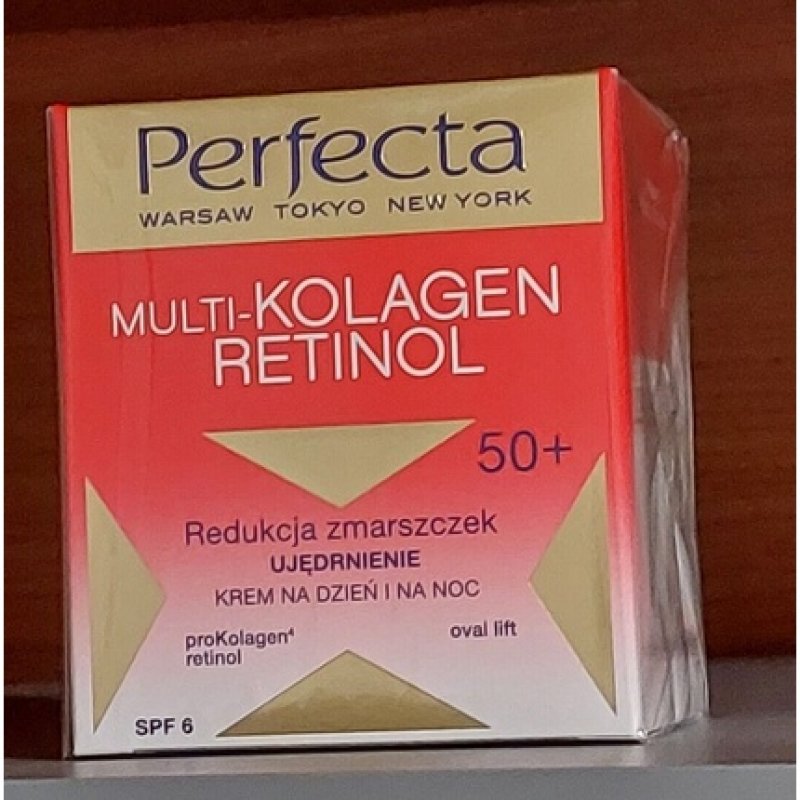 Perfecta
WARSAW TOKYO NEW YORK
MULTI-KOLAGEN
RETINOL
50+
Redukcja zmarszczek
UJĘDRNIENIE
KREM NA DZIEŃ I NA NOC
proKolagen⁴
retinol
oval lift
SPF 6